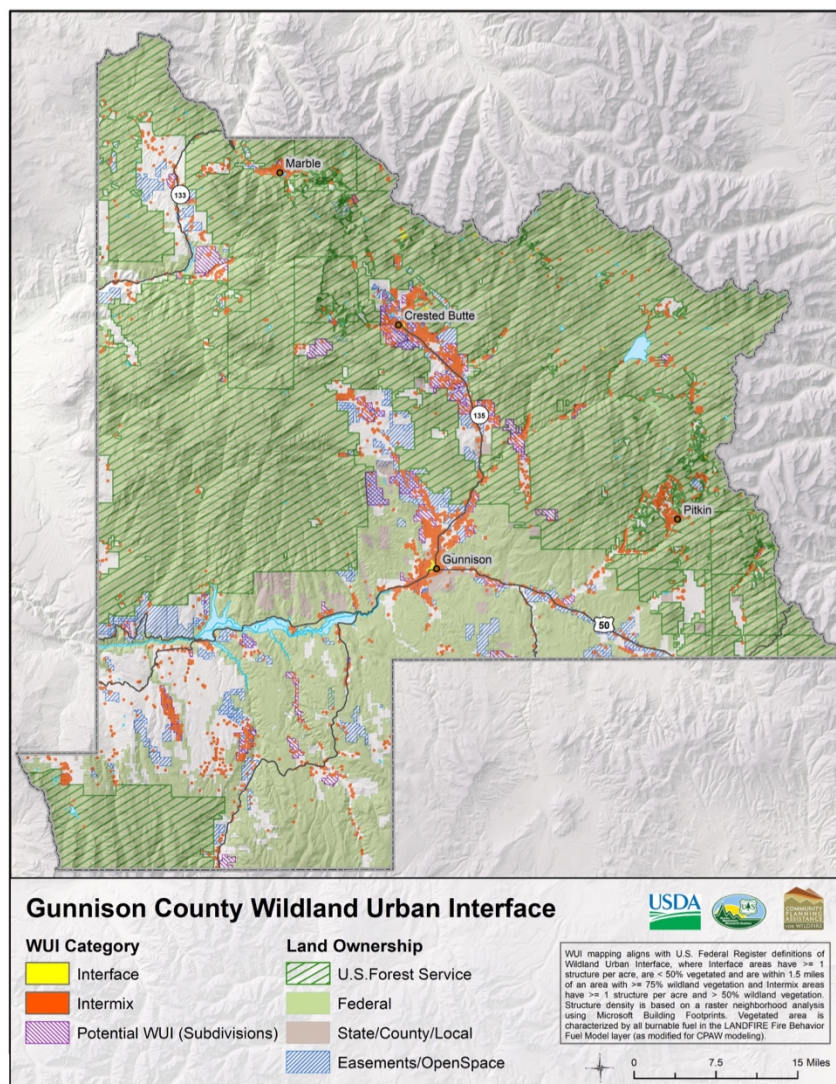 Marble
133
Crested Butte
135
Pitkin
Gunnison
50
Gunnison County Wildland Urban Interface
WUI Category
Interface
Intermix
Potential WUI (Subdivisions)
Land Ownership
U.S.Forest Service
Federal
State/County/Local
Easements/OpenSpace
USDA
COMMUNITY
PLANNING
ASSISTANCE
FOR WILDFIRE
WUI mapping aligns with U.S. Federal Register definitions of
Wildland Urban Interface, where Interface areas have >= 1
structure per acre, are < 50% vegetated and are within 1.5 miles
of an area with >= 75% wildland vegetation and Intermix areas
have >= 1 structure per acre and > 50% wildland vegetation.
Structure density is based on a raster neighborhood analysis
using Microsoft Building Footprints. Vegetated area is
characterized by all burnable fuel in the LANDFIRE Fire Behavior
Fuel Model layer (as modified for CPAW modeling).
0 7.5 15 Miles